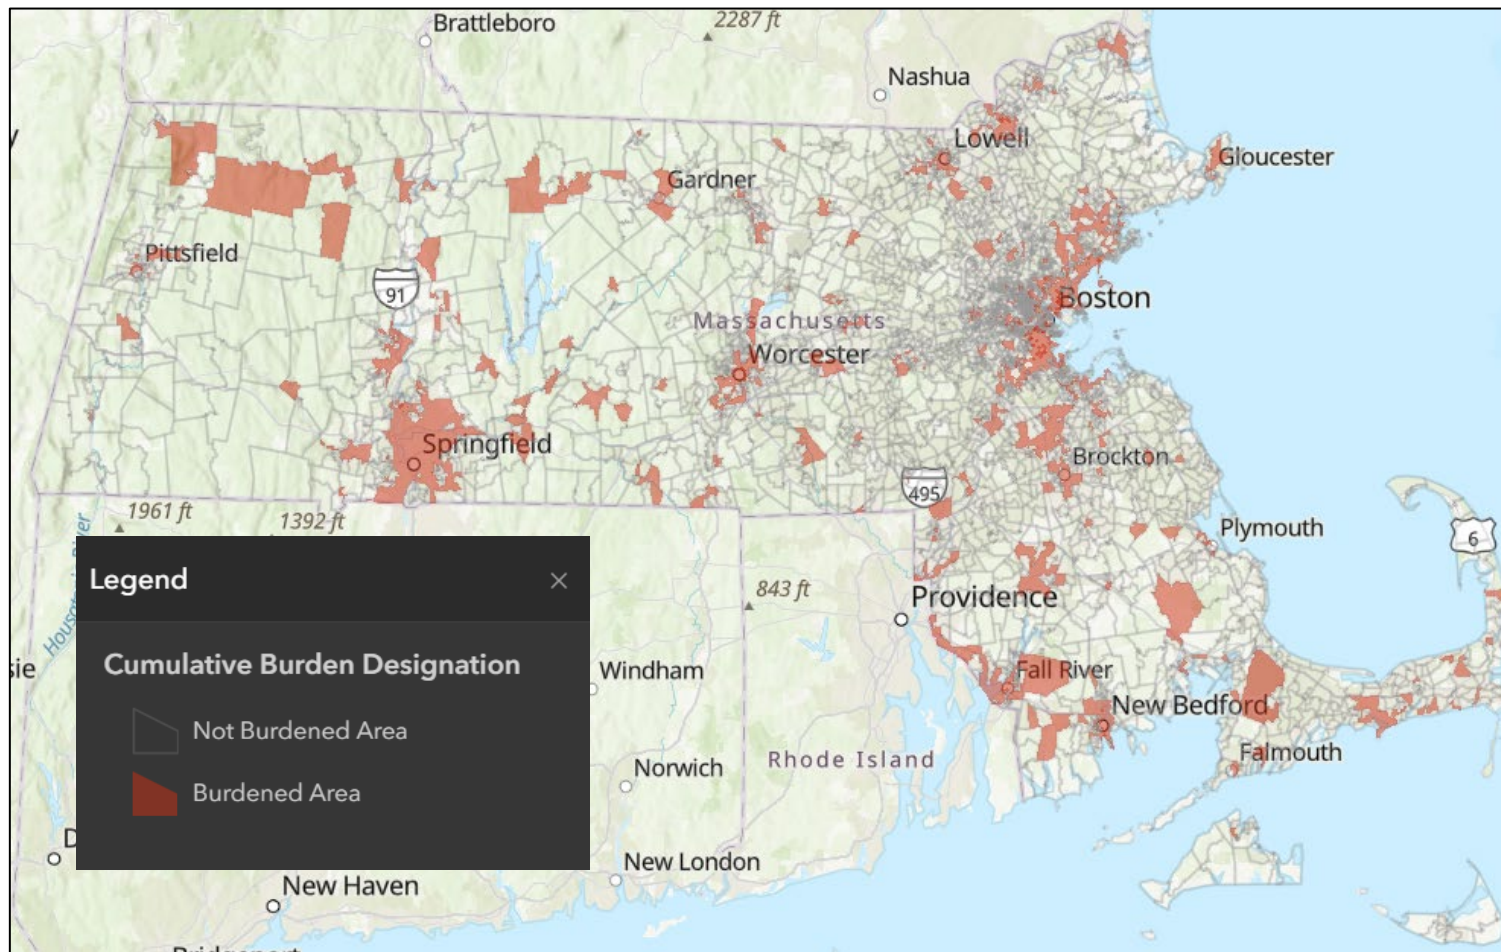 Brattleboro
2287 ft
Nashua
Lowell
Gloucester
Gardner
Pittsfield
91
Boston
Massachusetts
Worcester
Springfield
Brockton
495
1961 ft
1392 ft
Plymouth
6
Legend
Cumulative Burden Designation
Not Burdened Area
Burdened Area
843 ft
Providence
Windham
Fall River
New Bedford
Falmouth
Rhode Island
Norwich
New London
New Haven